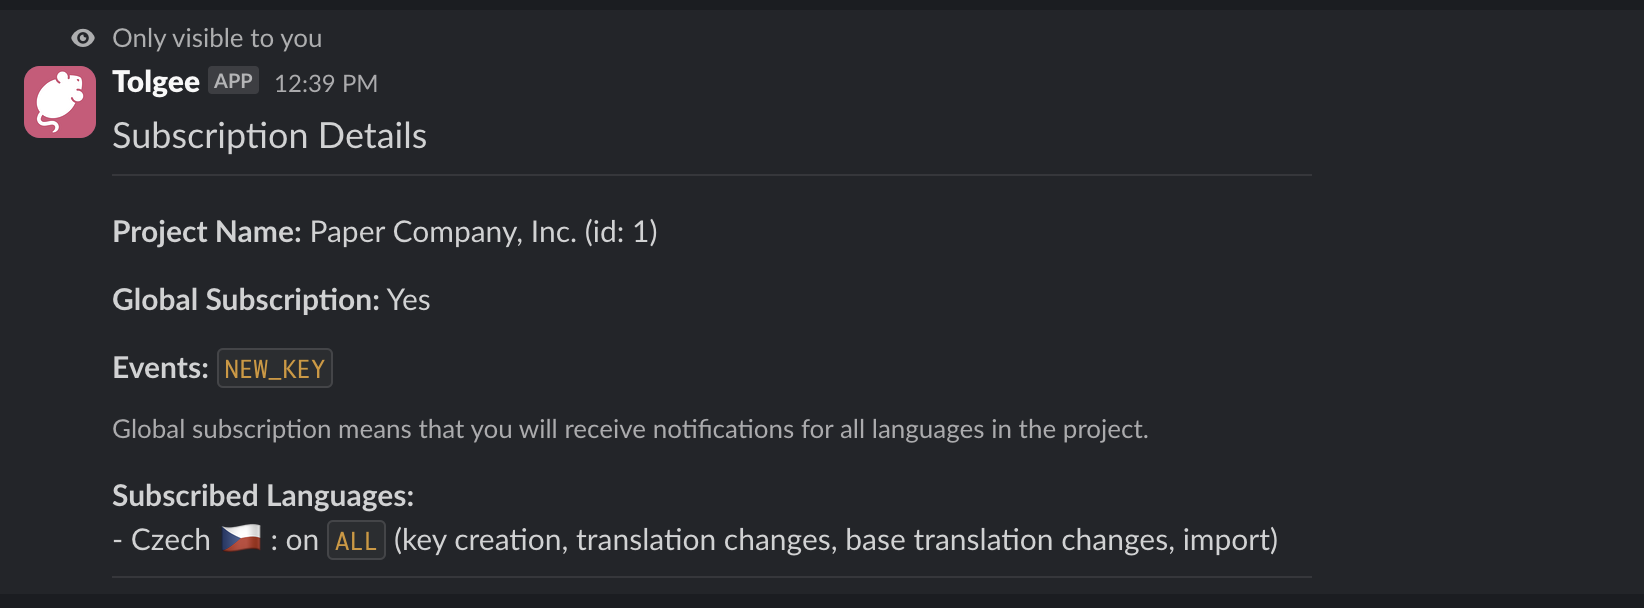 Only visible to you
Tolgee APP 12:39 PM
Subscription Details
Project Name: Paper Company, Inc. (id: 1)
Global Subscription: Yes
Events: NEW_KEY
Global subscription means that you will receive notifications for all languages in the project.
Subscribed Languages:
- Czech 🇨🇿 : on ALL (key creation, translation changes, base translation changes, import)